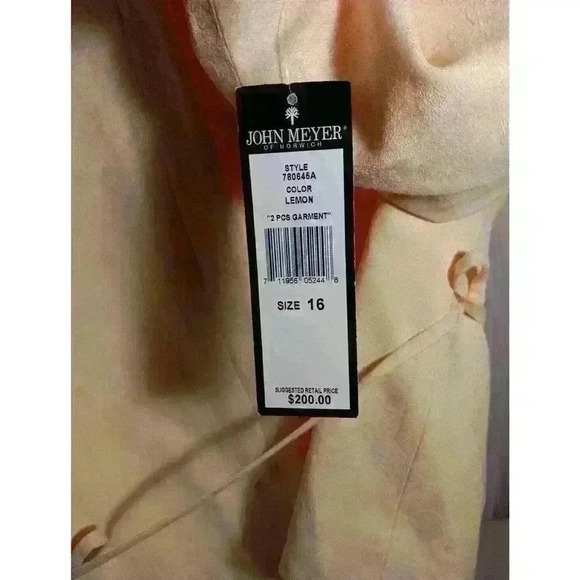 JOHN MEYER®
OF NORWICH
STYLE
780645A
COLOR
LEMON
"2 PCS GARMENT"
7 11956 05244 8
SIZE 16
SUGGESTED RETAIL PRICE
$200.00